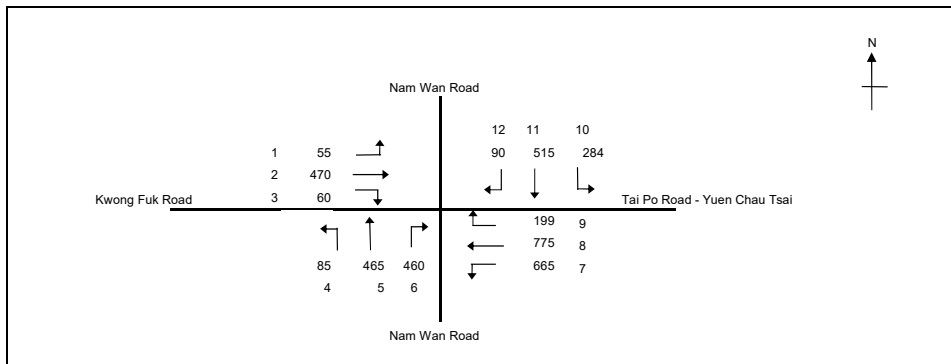 N
Nam Wan Road
12 11 10
1 55 90 515 284
2 470
Kwong Fuk Road 3 60 Tai Po Road - Yuen Chau Tsai
199 9
775 8
85 465 460 665 7
4 5 6
Nam Wan Road